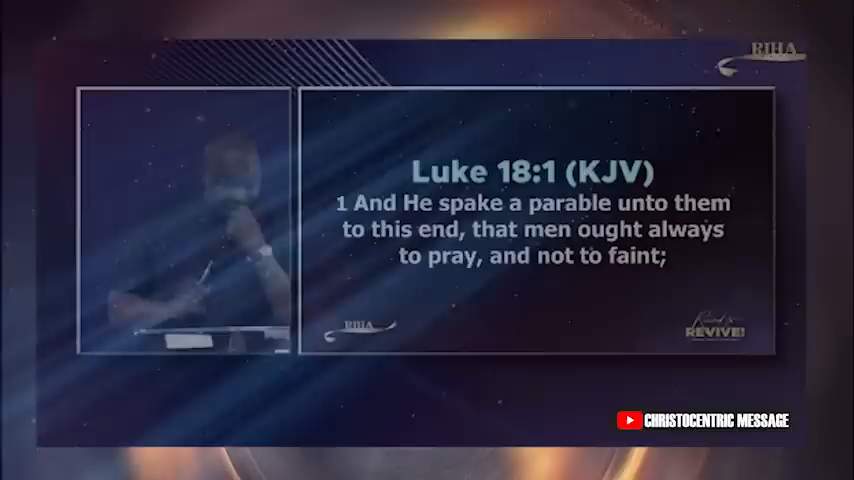 RIHA
Luke 18:1 (KJV)
1 And He spake a parable unto them
to this end, that men ought always
to pray, and not to faint;
RIHA
REVIVE!
CHRISTOCENTRIC MESSAGE